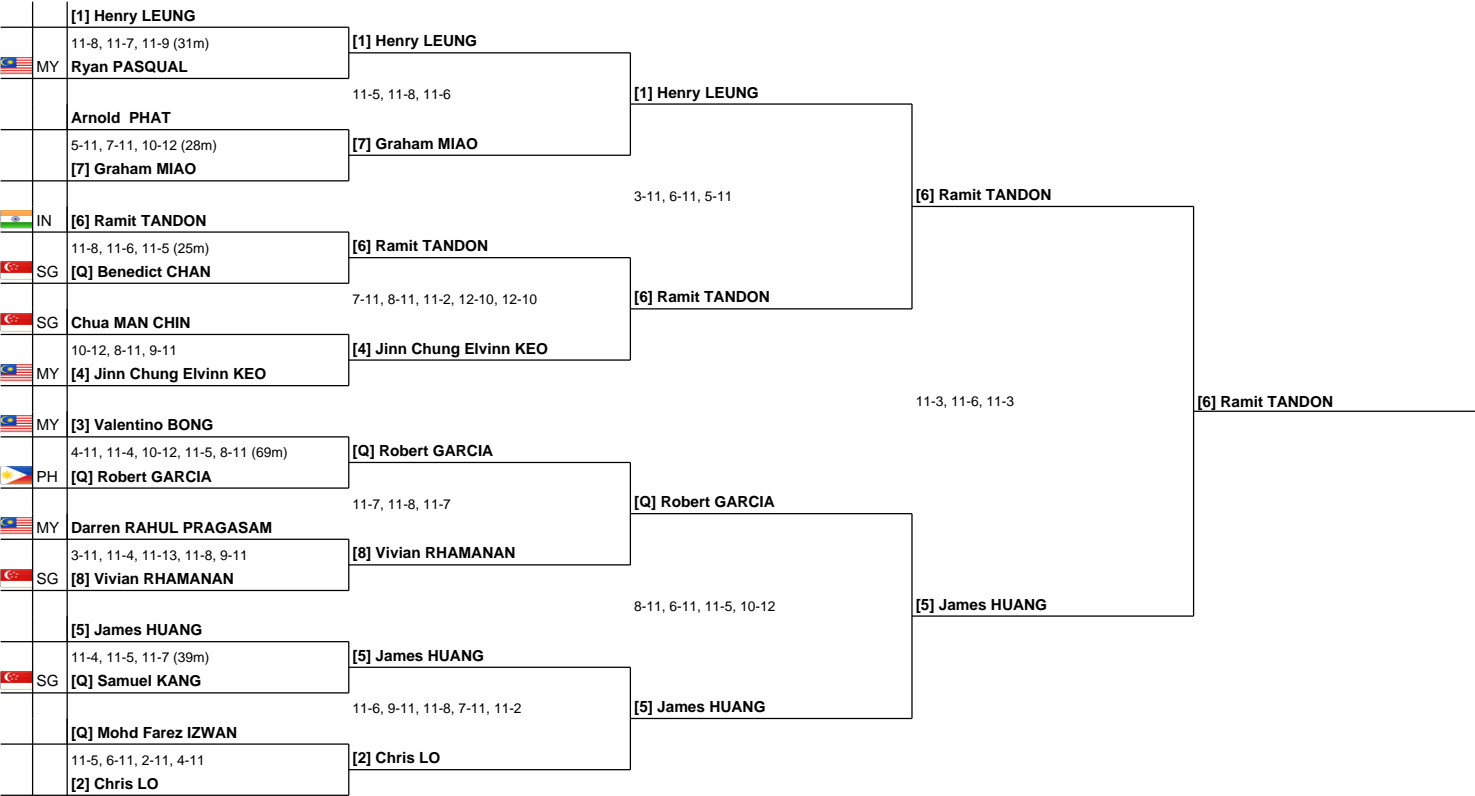 [1] Henry LEUNG
11-8, 11-7, 11-9 (31m)
MY Ryan PASQUAL
[1] Henry LEUNG
11-5, 11-8, 11-6
[1] Henry LEUNG
Arnold  PHAT
5-11, 7-11, 10-12 (28m)
[7] Graham MIAO
[7] Graham MIAO
3-11, 6-11, 5-11
[6] Ramit TANDON
IN [6] Ramit TANDON
11-8, 11-6, 11-5 (25m)
SG [Q] Benedict CHAN
[6] Ramit TANDON
7-11, 8-11, 11-2, 12-10, 12-10
[6] Ramit TANDON
SG Chua MAN CHIN
10-12, 8-11, 9-11
MY [4] Jinn Chung Elvinn KEO
[4] Jinn Chung Elvinn KEO
11-3, 11-6, 11-3
[6] Ramit TANDON
MY [3] Valentino BONG
4-11, 11-4, 10-12, 11-5, 8-11 (69m)
PH [Q] Robert GARCIA
[Q] Robert GARCIA
11-7, 11-8, 11-7
[Q] Robert GARCIA
MY Darren RAHUL PRAGASAM
3-11, 11-4, 11-13, 11-8, 9-11
SG [8] Vivian RHAMANAN
[8] Vivian RHAMANAN
8-11, 6-11, 11-5, 10-12
[5] James HUANG
[5] James HUANG
11-4, 11-5, 11-7 (39m)
SG [Q] Samuel KANG
[5] James HUANG
11-6, 9-11, 11-8, 7-11, 11-2
[5] James HUANG
[Q] Mohd Farez IZWAN
11-5, 6-11, 2-11, 4-11
[2] Chris LO
[2] Chris LO